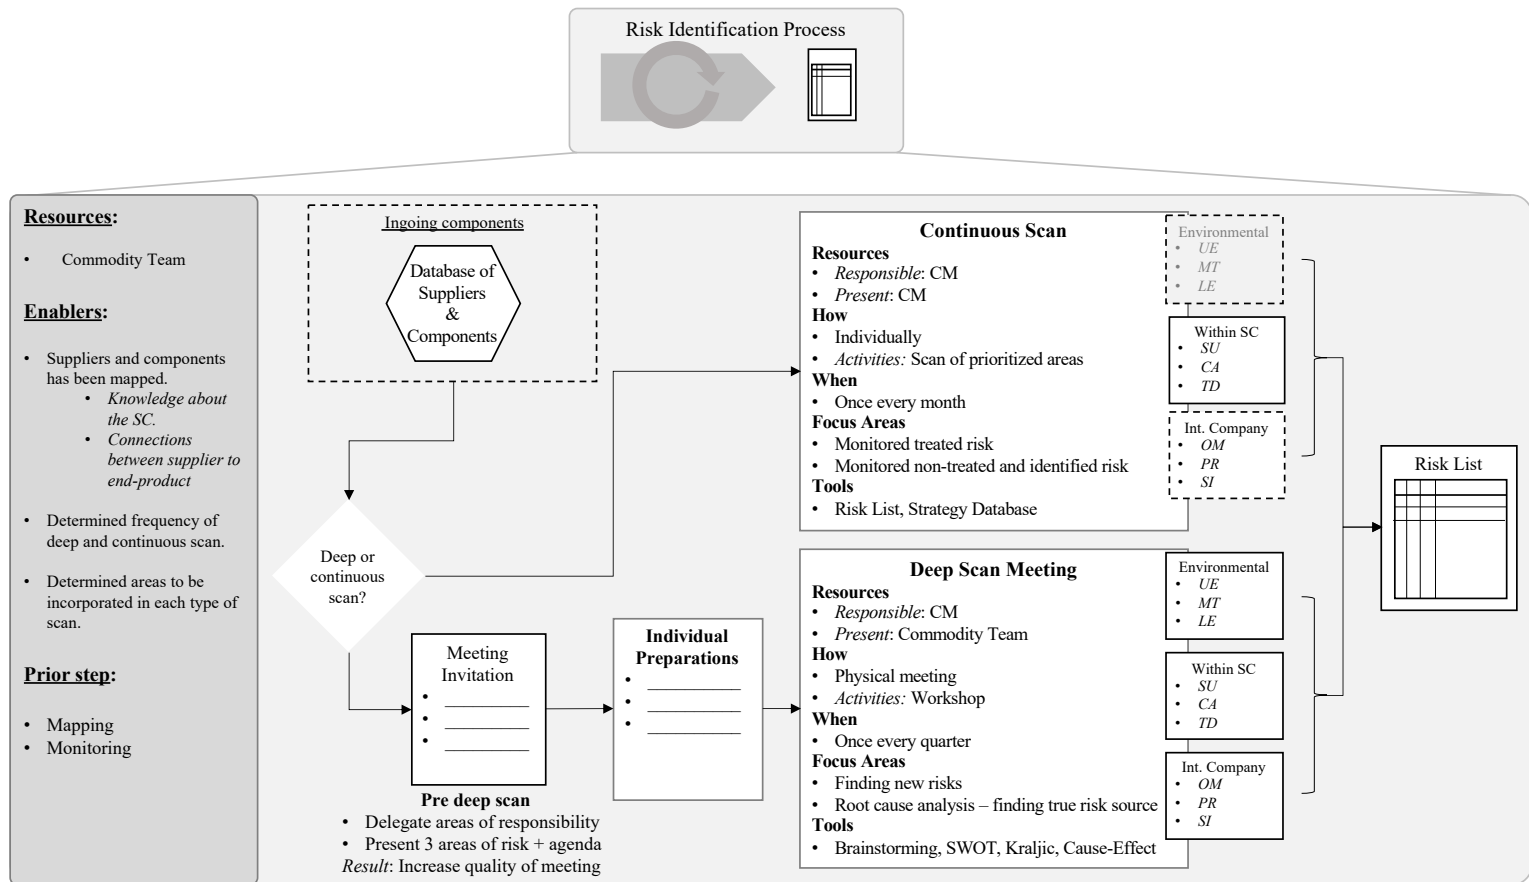 Risk Identification Process
Resources:
• Commodity Team
Enablers:
• Suppliers and components
has been mapped.
• Knowledge about
the SC.
• Connections
between supplier to
end-product
• Determined frequency of
deep and continuous scan.
• Determined areas to be
incorporated in each type of
scan.
Prior step:
• Mapping
• Monitoring
Ingoing components
Database of
Suppliers
&
Components
Deep or
continuous
scan?
Meeting
Invitation
•
•
•
Pre deep scan
• Delegate areas of responsibility
• Present 3 areas of risk + agenda
Result: Increase quality of meeting
Individual
Preparations
•
•
•
Continuous Scan
Resources
• Responsible: CM
• Present: CM
How
• Individually
• Activities: Scan of prioritized areas
When
• Once every month
Focus Areas
• Monitored treated risk
• Monitored non-treated and identified risk
Tools
• Risk List, Strategy Database
Environmental
• UE
• MT
• LE
Within SC
• SU
• CA
• TD
Int. Company
• OM
• PR
• SI
Deep Scan Meeting
Resources
• Responsible: CM
• Present: Commodity Team
How
• Physical meeting
• Activities: Workshop
When
• Once every quarter
Focus Areas
• Finding new risks
• Root cause analysis – finding true risk source
Tools
• Brainstorming, SWOT, Kraljic, Cause-Effect
Environmental
• UE
• MT
• LE
Within SC
• SU
• CA
• TD
Int. Company
• OM
• PR
• SI
Risk List